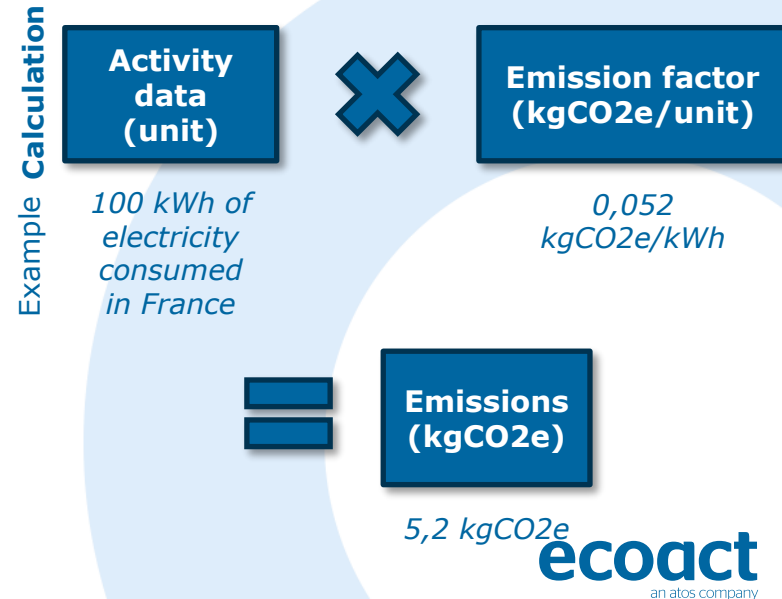 Example Calculation
Activity
data
(unit)
Emission factor
(kgCO2e/unit)
100 kWh of
electricity
consumed
in France
0,052
kgCO2e/kWh
Emissions
(kgCO2e)
5,2 kgCO2e
ecoact
an atos company